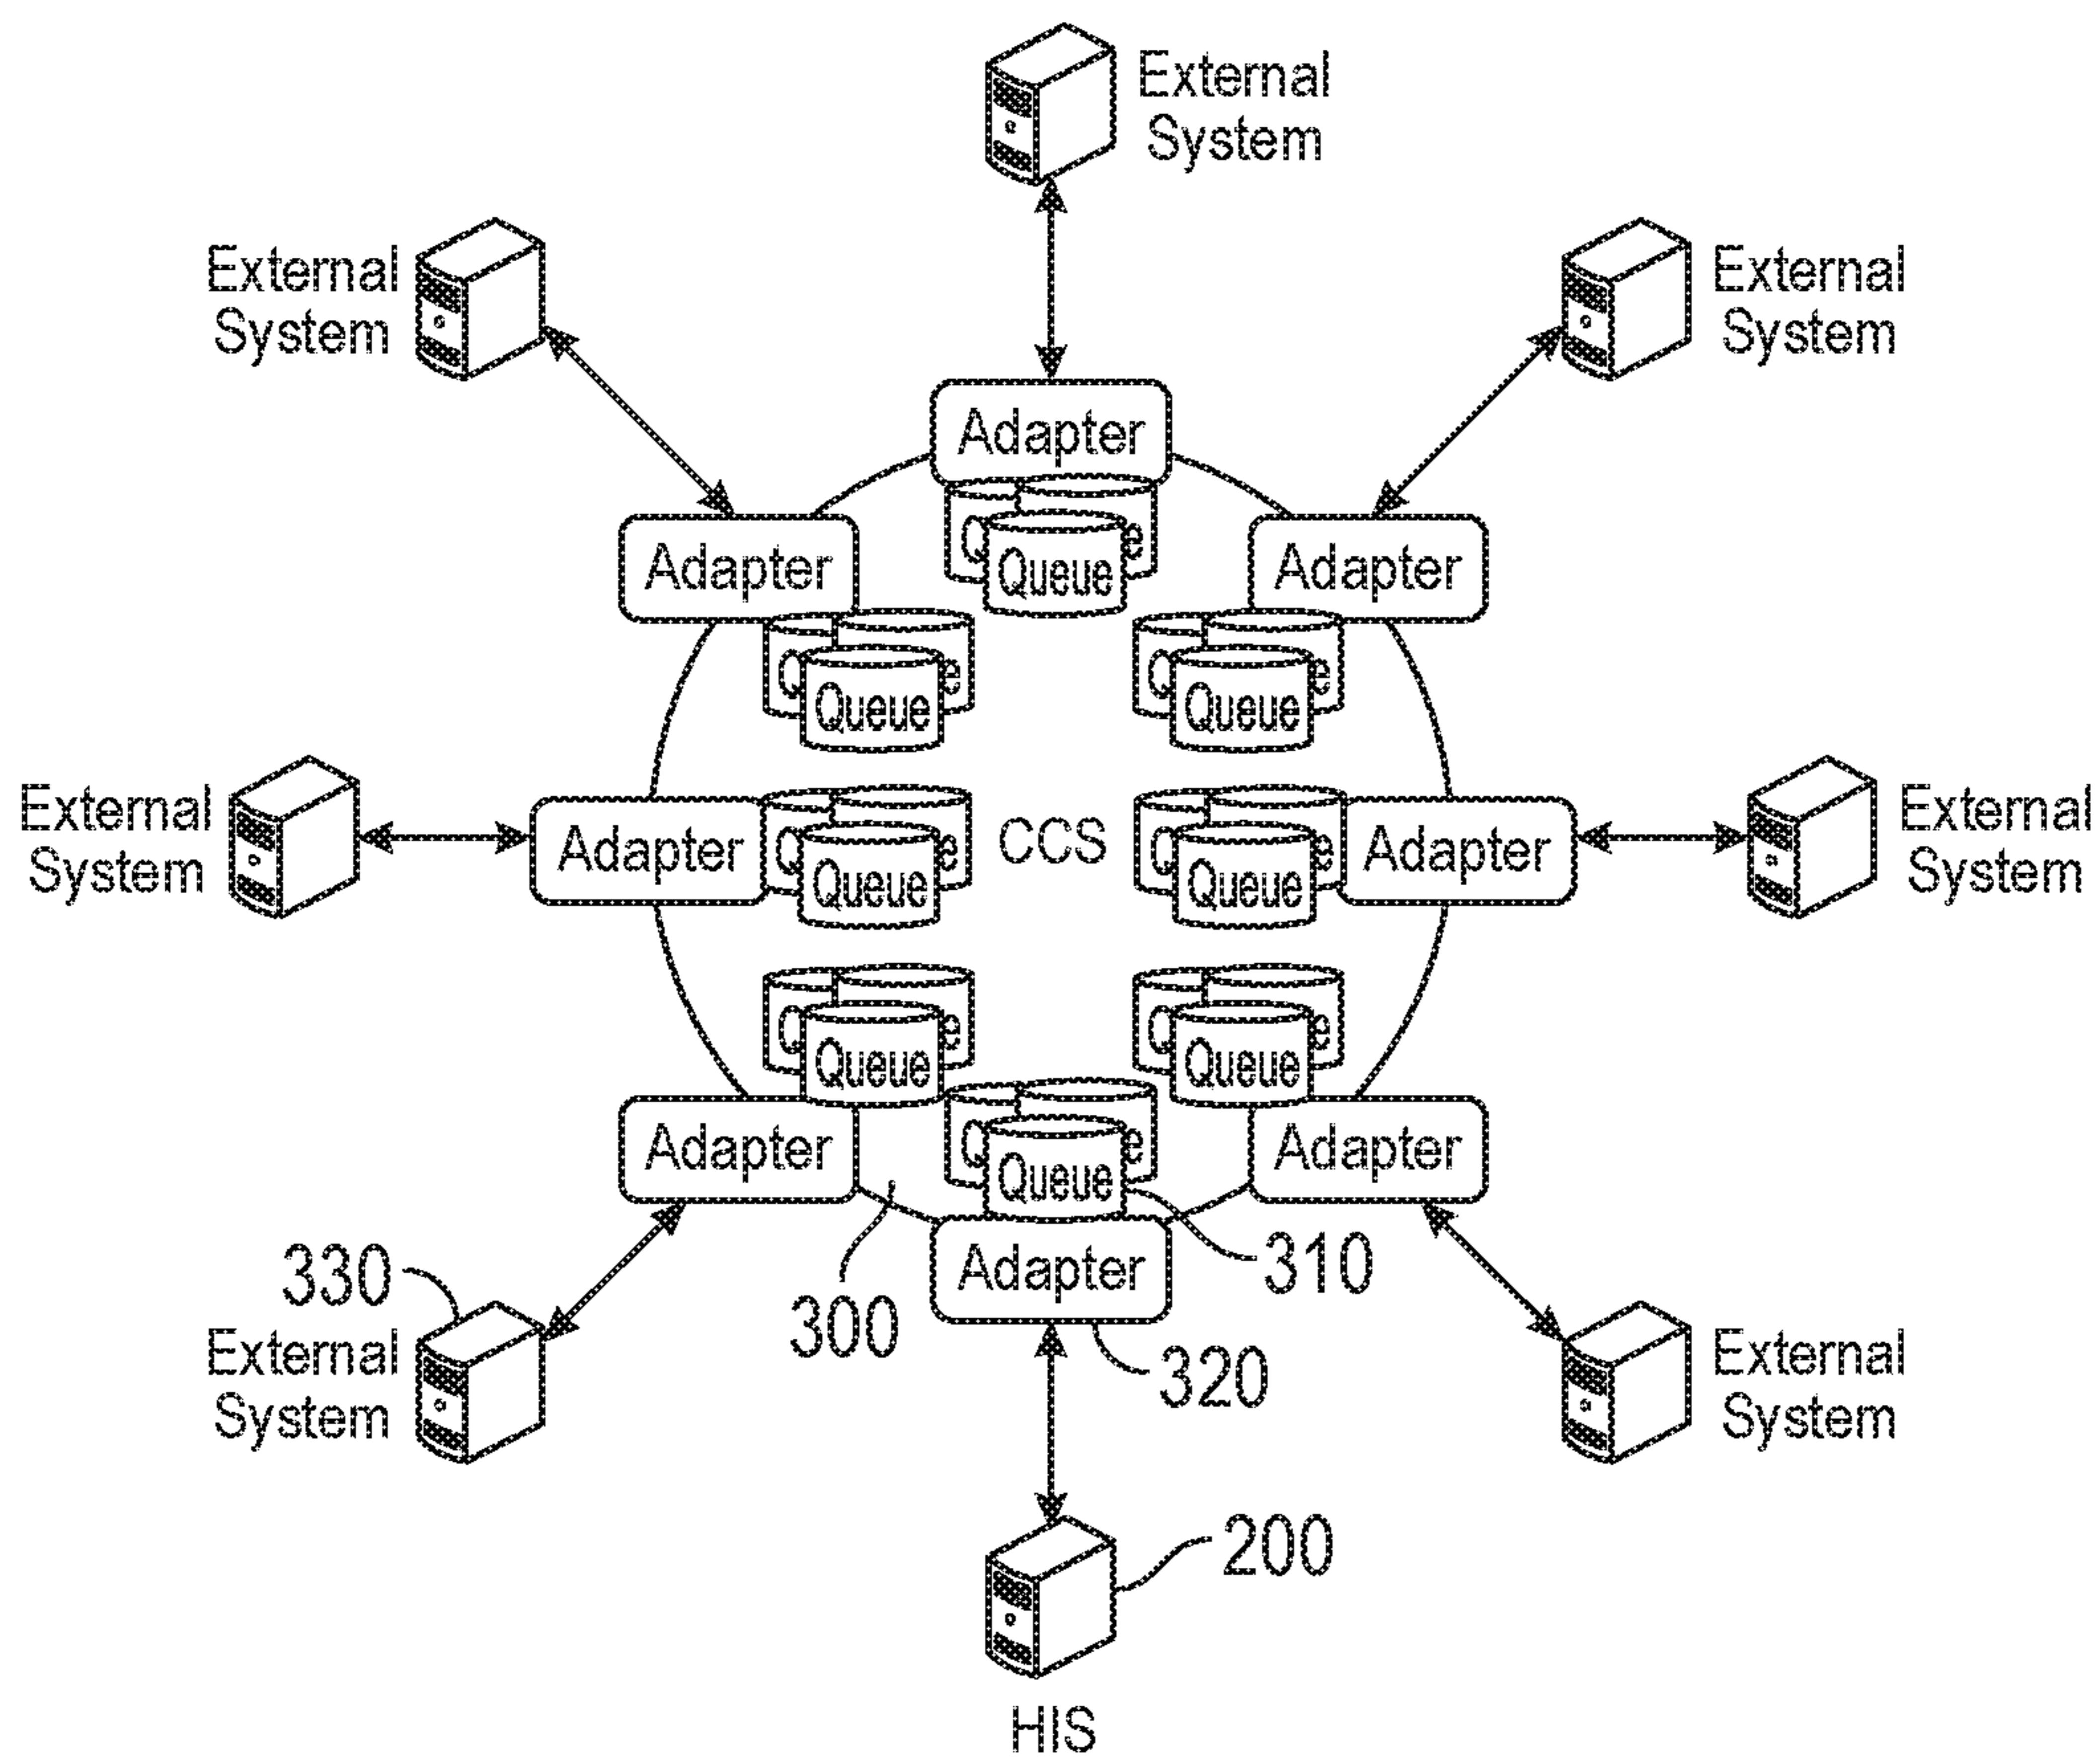 External
System
External
System
External
System
Adapter
Adapter
Queue
Adapter
Queue
Queue
External
System
Adapter
Queue
CCS
Queue
Adapter
External
System
Queue
Queue
Adapter
Queue
Adapter
330
300
Adapter
310
320
External
System
External
System
200
HIS